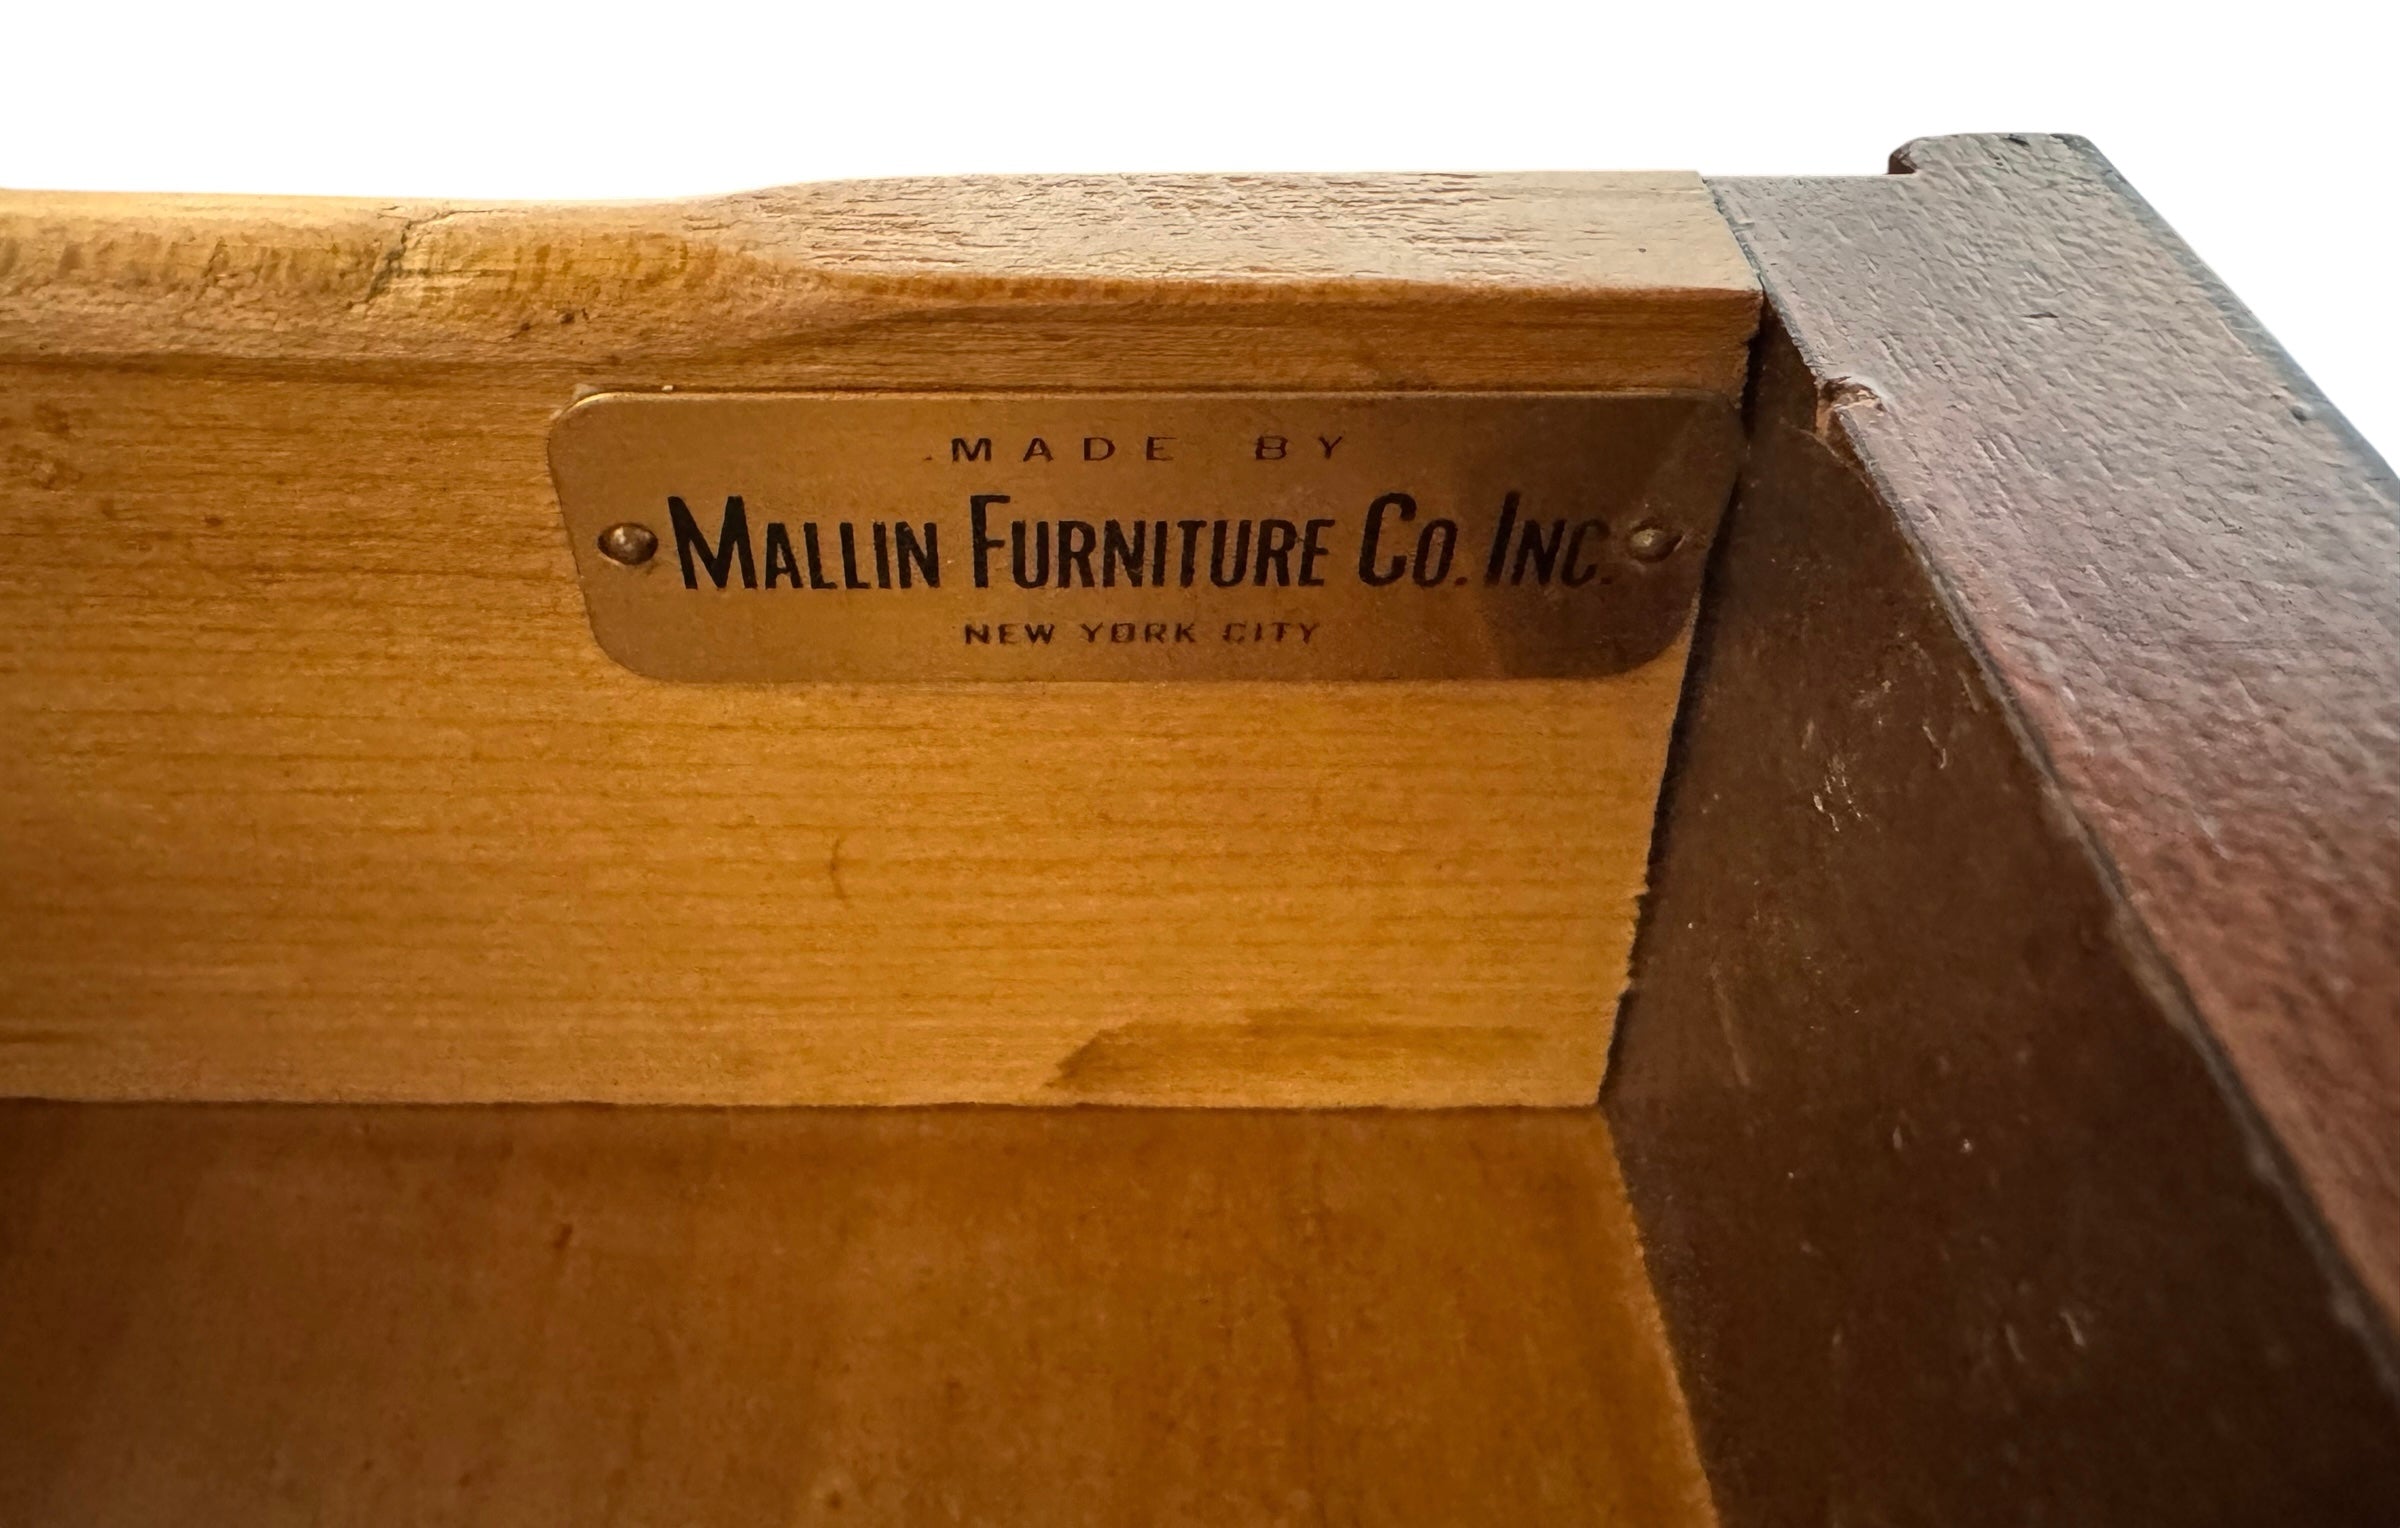 MADE BY
MALLIN FURNITURE CO. INC.
NEW YORK CITY